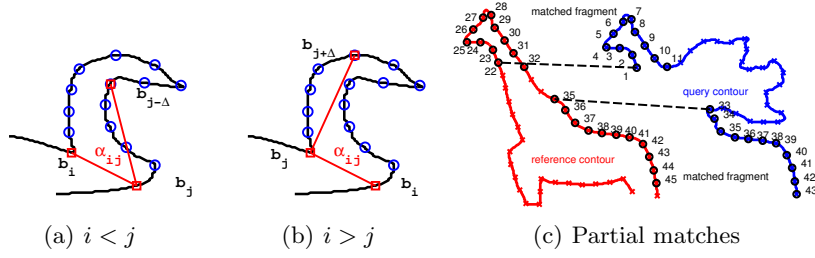 b_{j-Δ}
α_{ij}
b_i
b_j
(a) i < j
b_{j+Δ}
b_j
α_{ij}
b_i
(b) i > j
28
27
26
25
24
23
22
29
30
31
32
35
36
37
38
39
40
41
42
43
44
45
reference contour
matched fragment
7
6
5
4
3
2
1
8
9
10
11
query contour
33
34
35
36
37
38
39
40
41
42
43
matched fragment
(c) Partial matches